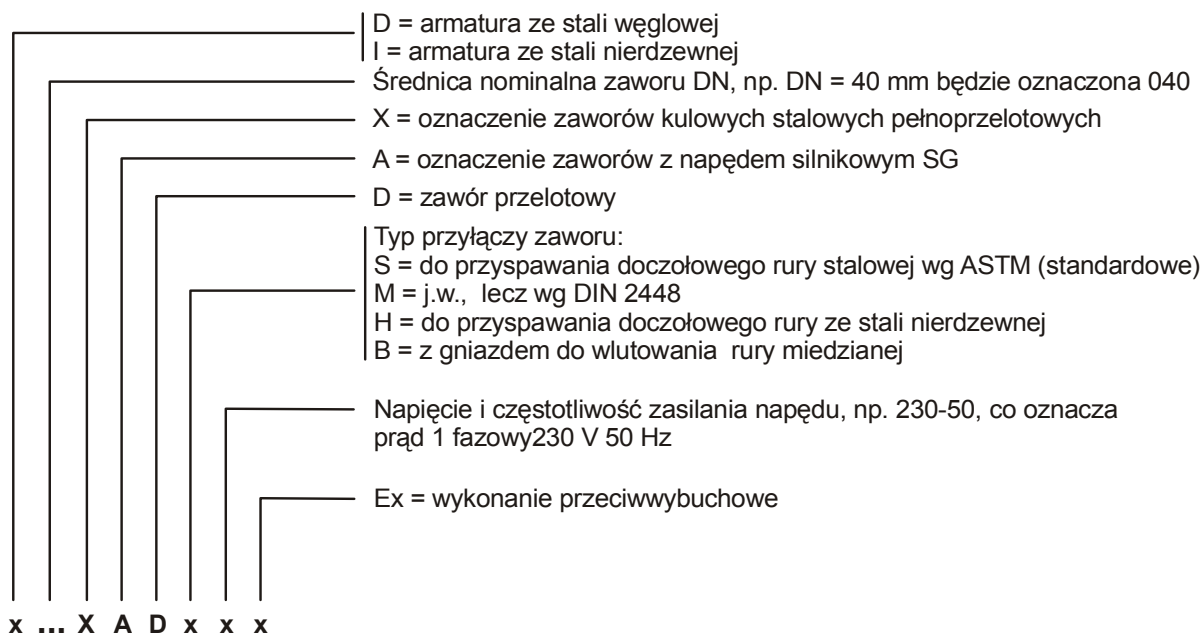 D = armatura ze stali węglowej
I = armatura ze stali nierdzewnej
Średnica nominalna zaworu DN, np. DN = 40 mm będzie oznaczona 040
X = oznaczenie zaworów kulowych stalowych pełnoprzelotowych
A = oznaczenie zaworów z napędem silnikowym SG
D = zawór przelotowy
Typ przyłączy zaworu:
S = do przyspawania doczołowego rury stalowej wg ASTM (standardowe)
M = j.w., lecz wg DIN 2448
H = do przyspawania doczołowego rury ze stali nierdzewnej
B = z gniazdem do wlutowania rury miedzianej
Napięcie i częstotliwość zasilania napędu, np. 230-50, co oznacza
prąd 1 fazowy230 V 50 Hz
Ex = wykonanie przeciwwybuchowe
x ... X A D x x x